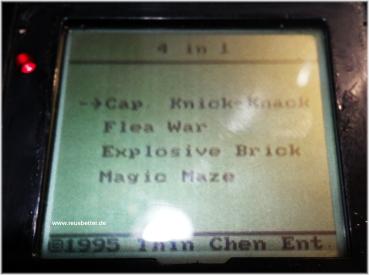 4 in 1
→Cap. Knick-Knack
Flea War
Explosive Brick
Magic Maze
www.reusbetter.de
©1995 Thin Chen Ent.